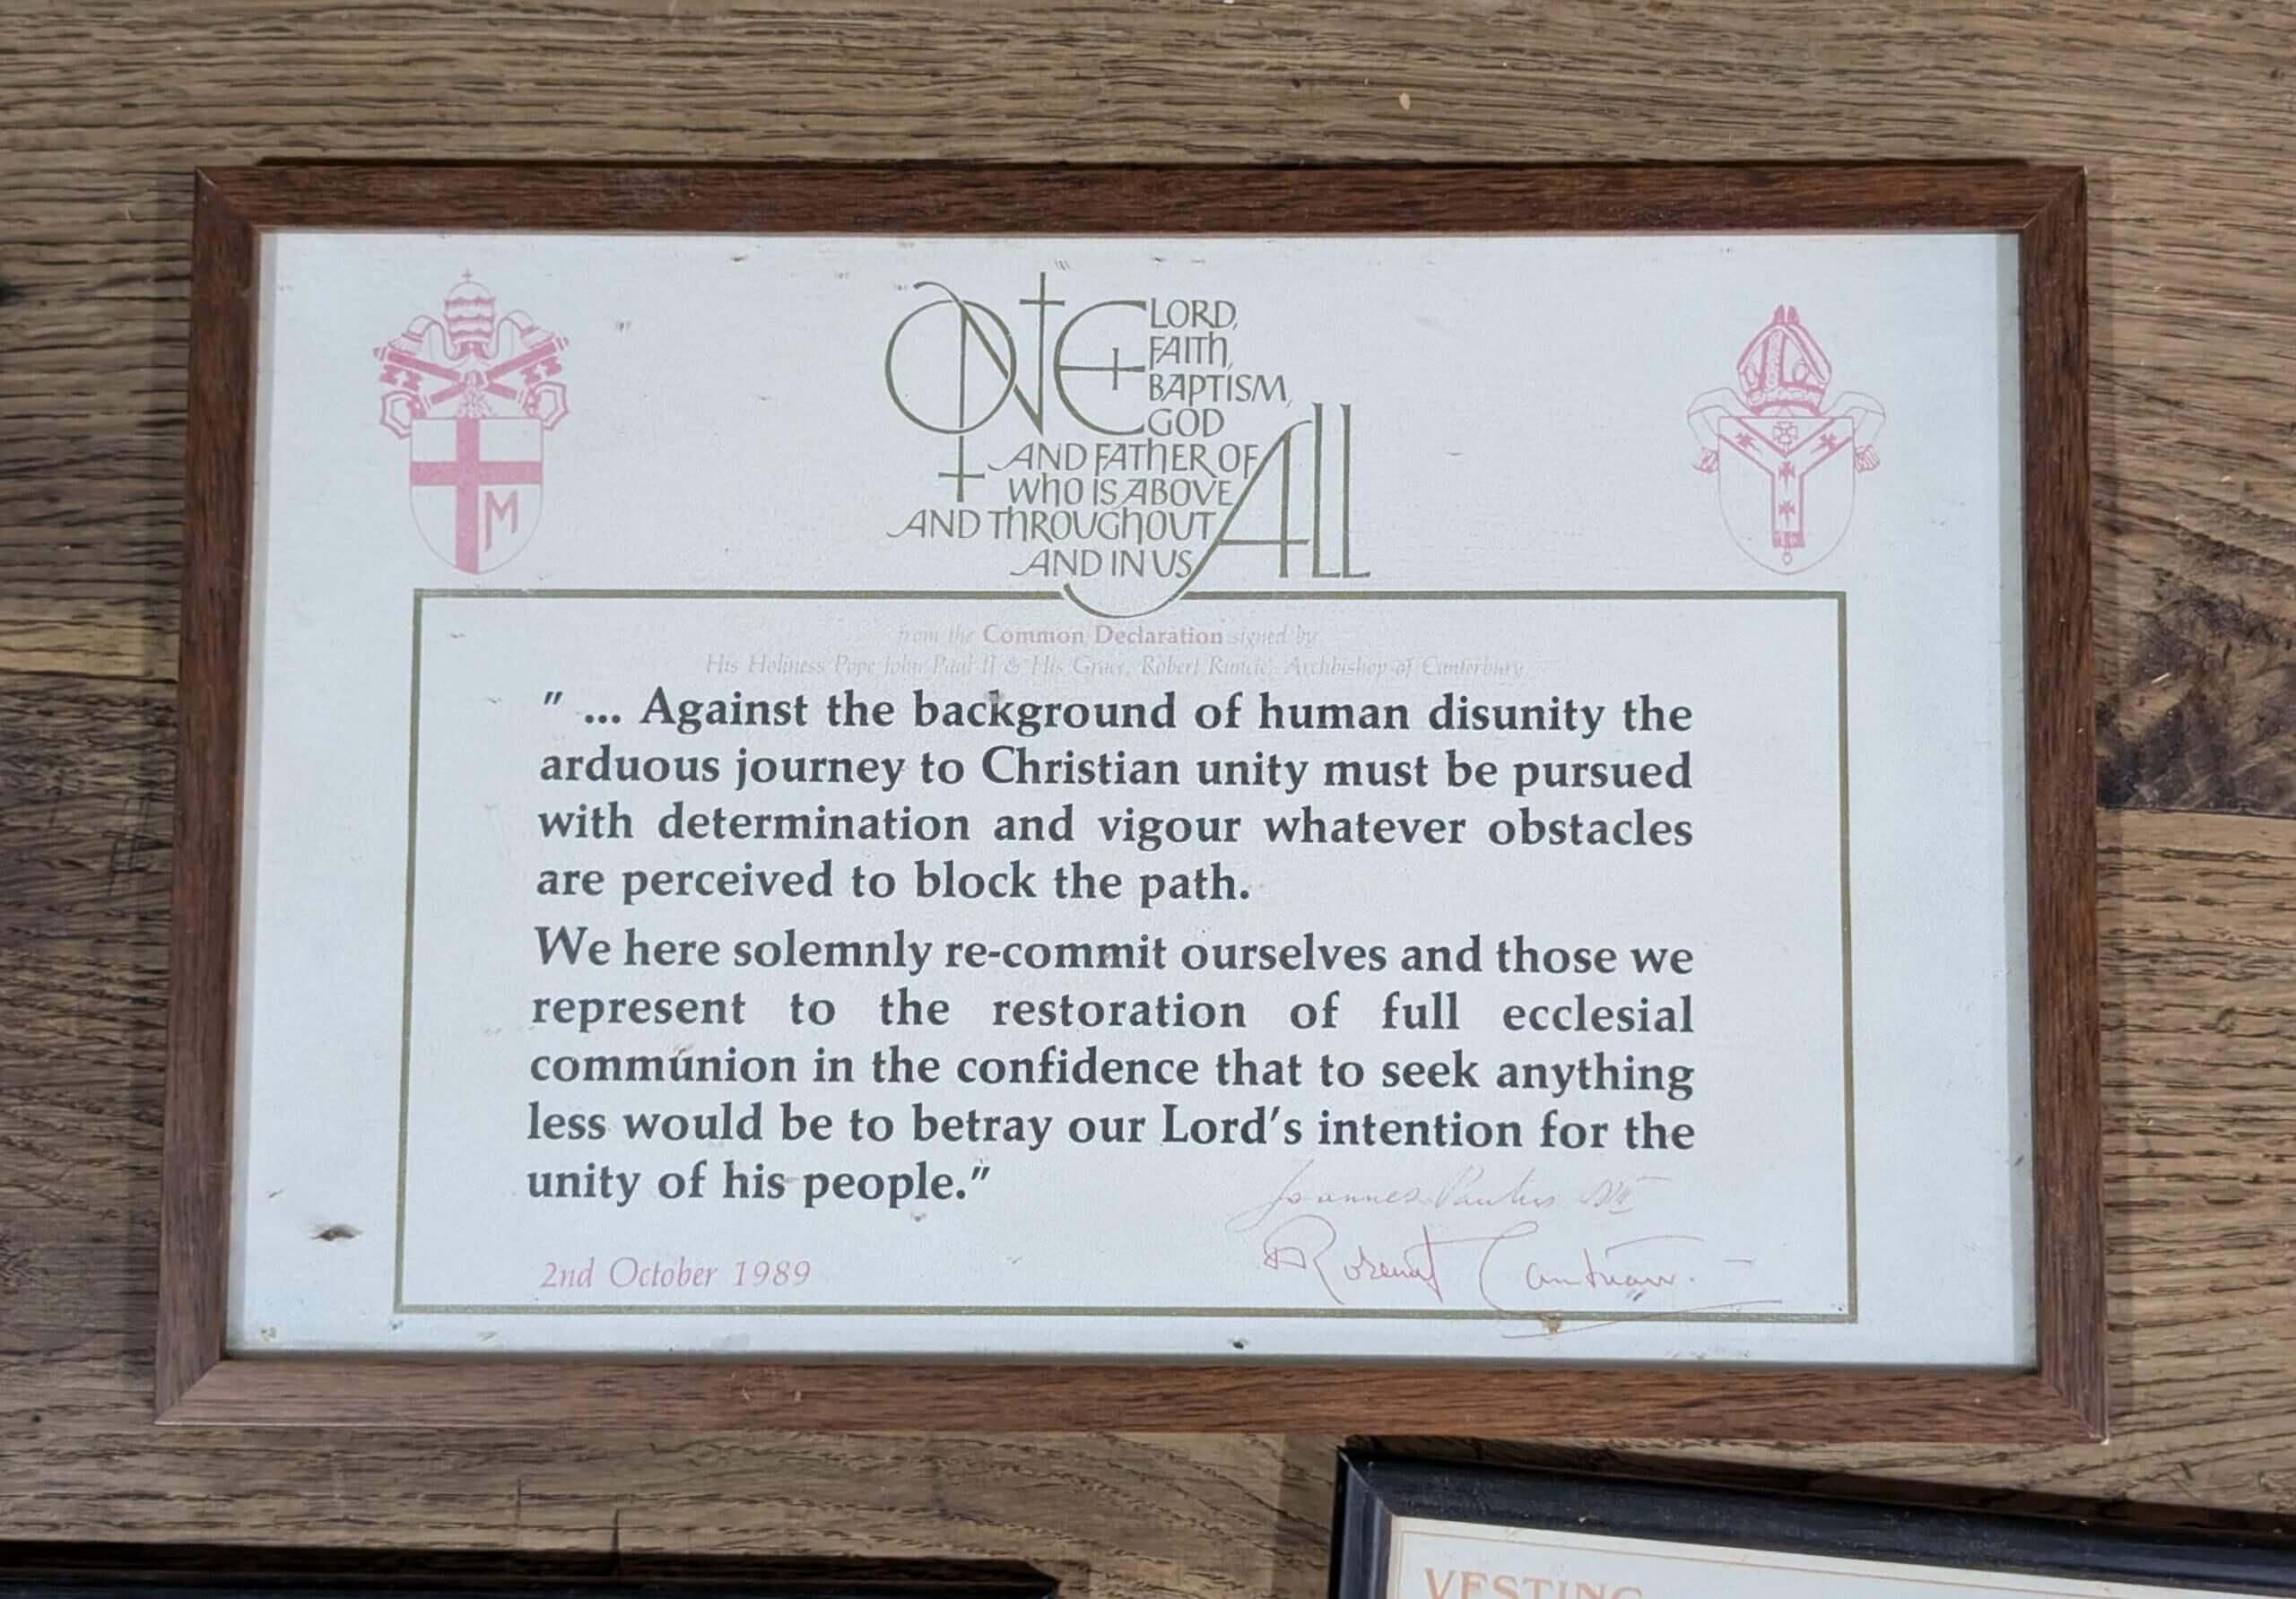 ONE LORD,
FAITH,
BAPTISM,
GOD
AND FATHER OF ALL
WHO IS ABOVE
AND THROUGHOUT
AND IN US
M
from the Common Declaration signed by
His Holiness Pope John Paul II & His Grace, Robert Runcie Archbishop of Canterbury
" ... Against the background of human disunity the
arduous journey to Christian unity must be pursued
with determination and vigour whatever obstacles
are perceived to block the path.
We here solemnly re-commit ourselves and those we
represent to the restoration of full ecclesial
communion in the confidence that to seek anything
less would be to betray our Lord's intention for the
unity of his people."
Joannes Paulus
2nd October 1989
Robert Cantuar.
VESTING